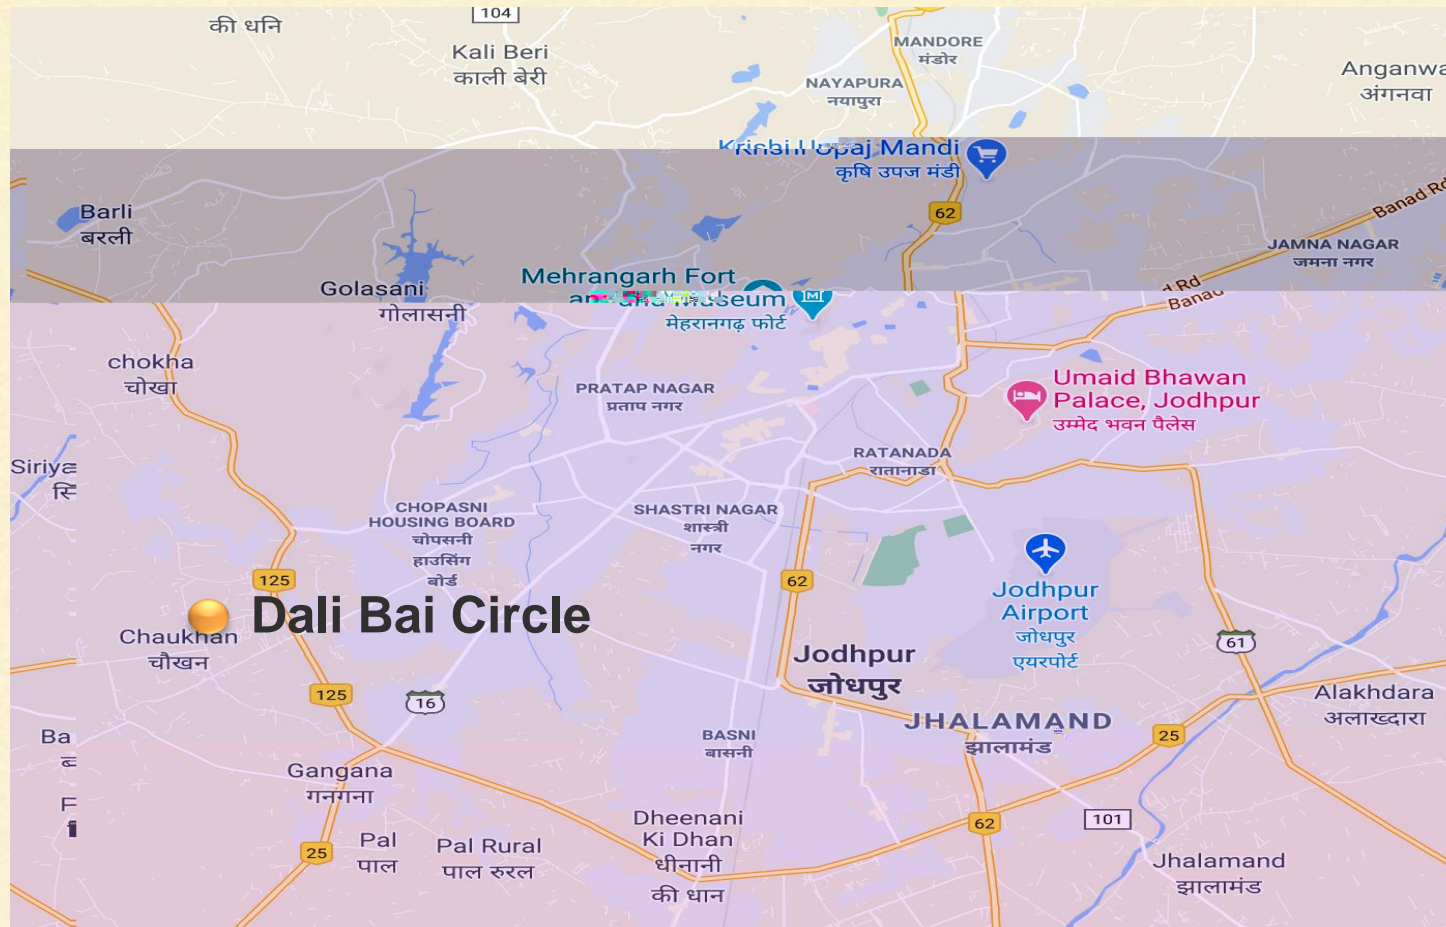 की धनि
104
Kali Beri
काली बेरी
MANDORE
मंडोर
NAYAPURA
नयापुरा
Anganwa
अंगनवा
Krishi Upaj Mandi
कृषि उपज मंडी
Barli
बरली
62
Banad Rd
JAMNA NAGAR
जमना नगर
Golasani
गोलासनी
Mehrangarh Fort
and Museum
मेहरानगढ़ फोर्ट
Rd
Banad
chokha
चोखा
PRATAP NAGAR
प्रताप नगर
Umaid Bhawan
Palace, Jodhpur
उम्मेद भवन पैलेस
RATANADA
रातानाडा
CHOPASNI
HOUSING BOARD
चोपसनी
हाउसिंग
बोर्ड
SHASTRI NAGAR
शास्त्री
नगर
125
62
Jodhpur
Airport
जोधपुर
एयरपोर्ट
Dali Bai Circle
Chaukhan
चौखन
61
Jodhpur
जोधपुर
125
16
Alakhdara
अलाख्दारा
JHALAMAND
झालामंड
25
BASNI
बासनी
Gangana
गनगना
Dheenani
Ki Dhan
धीनानी
की धान
62
101
Pal
पाल
Pal Rural
पाल रुरल
25
Jhalamand
झालामंड